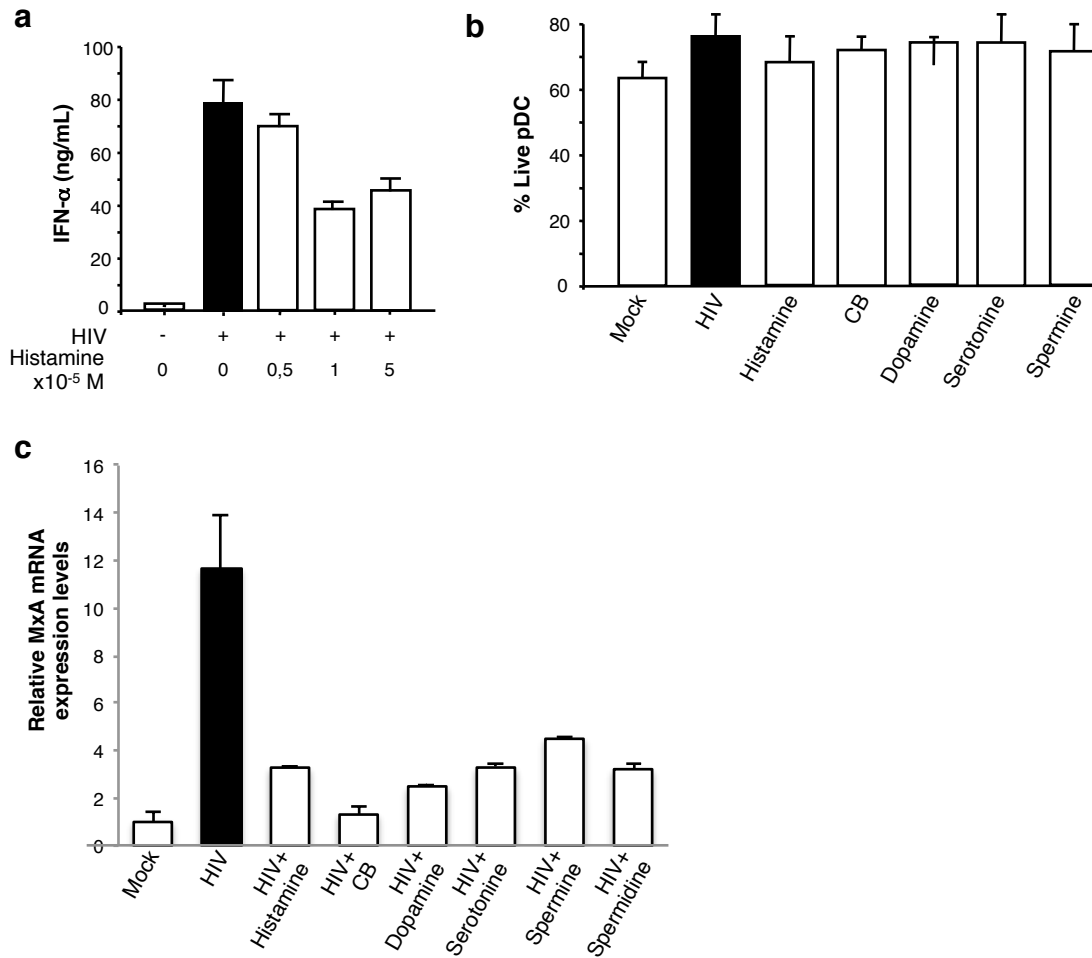 a
IFN-α (ng/mL)
100
80
60
40
20
0
HIV - + + + +
Histamine
x10-5 M 0 0 0,5 1 5
b
% Live pDC
80
60
40
20
0
Mock
HIV
Histamine
CB
Dopamine
Serotonine
Spermine
c
Relative MxA mRNA
expression levels
16
14
12
10
8
6
4
2
0
Mock
HIV
HIV+
Histamine
HIV+
CB
HIV+
Dopamine
HIV+
Serotonine
HIV+
Spermine
HIV+
Spermidine